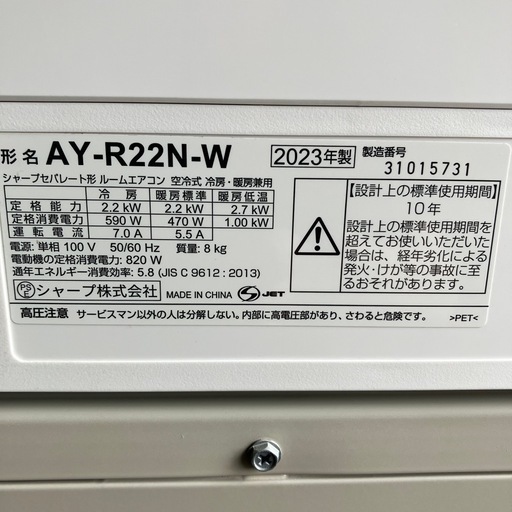 形名 AY-R22N-W 2023年製 製造番号 31015731
シャープセパレート形 ルームエアコン 空冷式 冷房・暖房兼用
冷房 暖房標準 暖房低温
定格能力 2.2 kW 2.2 kW 2.7 kW
定格消費電力 590 W 470 W 1.00 kW
運転電流 7.0 A 5.5 A
電源: 単相 100 V 50/60 Hz 質量: 8 kg
電動機の定格消費電力: 820 W
通年エネルギー消費効率: 5.8 (JIS C 9612 : 2013)
PSE シャープ株式会社 MADE IN CHINA S JET
【設計上の標準使用期間】
10年
設計上の標準使用期間を
超えてお使いいただいた
場合は、経年劣化による
発火・けが等の事故に至
るおそれがあります。
高圧注意 サービスマン以外の人は分解しない。内部に高電圧部があり、さわると危険です。 >PET<